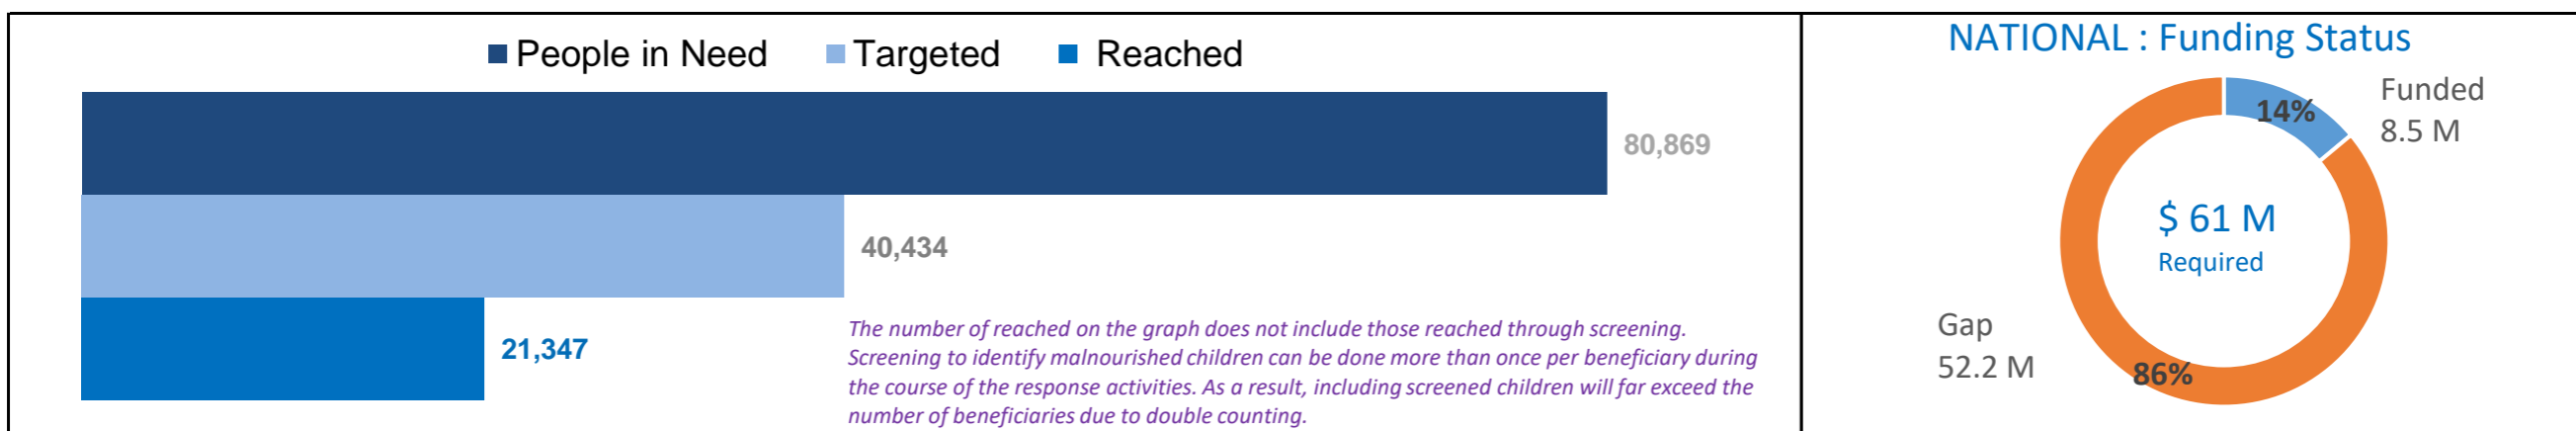 People in Need Targeted Reached
80,869
40,434
21,347
The number of reached on the graph does not include those reached through screening.
Screening to identify malnourished children can be done more than once per beneficiary during
the course of the response activities. As a result, including screened children will far exceed the
number of beneficiaries due to double counting.
NATIONAL : Funding Status
Funded
8.5 M
14%
$ 61 M
Required
Gap
52.2 M
86%